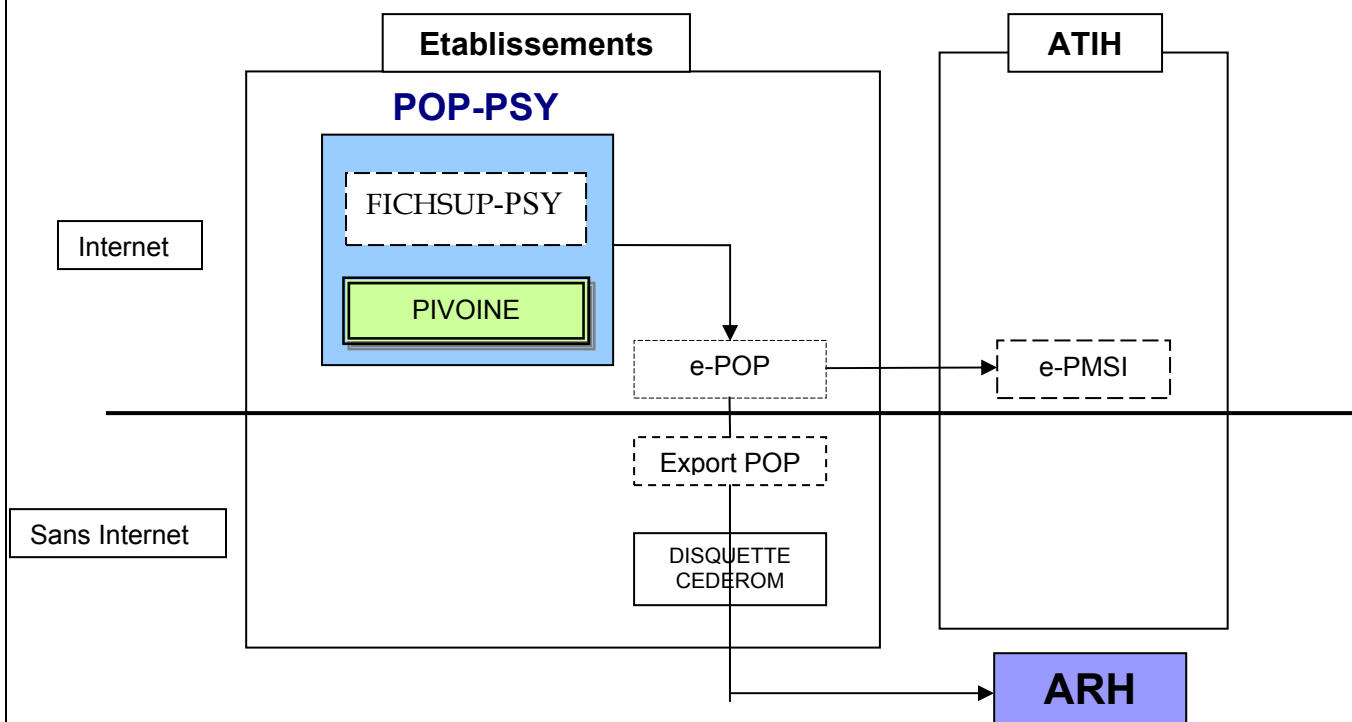 Etablissements
ATIH
POP-PSY
FICHSUP-PSY
Internet
PIVOINE
e-POP
e-PMSI
Export POP
Sans Internet
DISQUETTE
CEDEROM
ARH